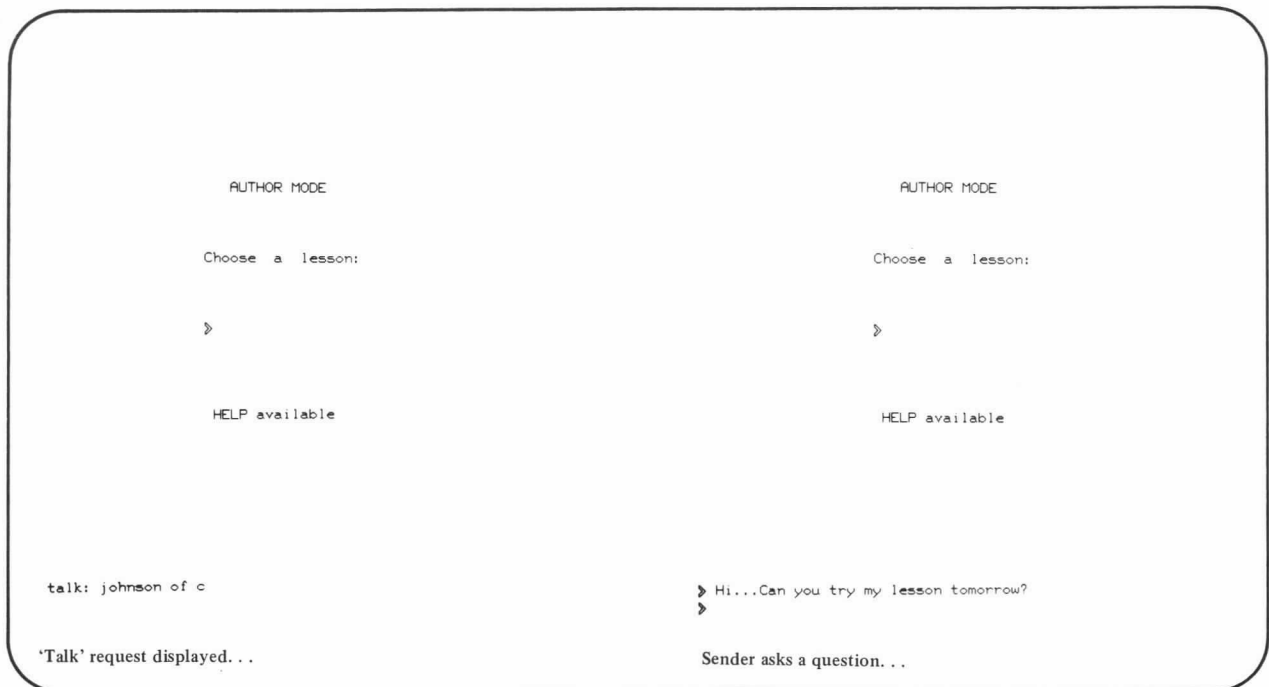 AUTHOR MODE
Choose a lesson:
>
HELP available
talk: johnson of c
'Talk' request displayed. . .
AUTHOR MODE
Choose a lesson:
>
HELP available
> Hi...Can you try my lesson tomorrow?
>
Sender asks a question. . .